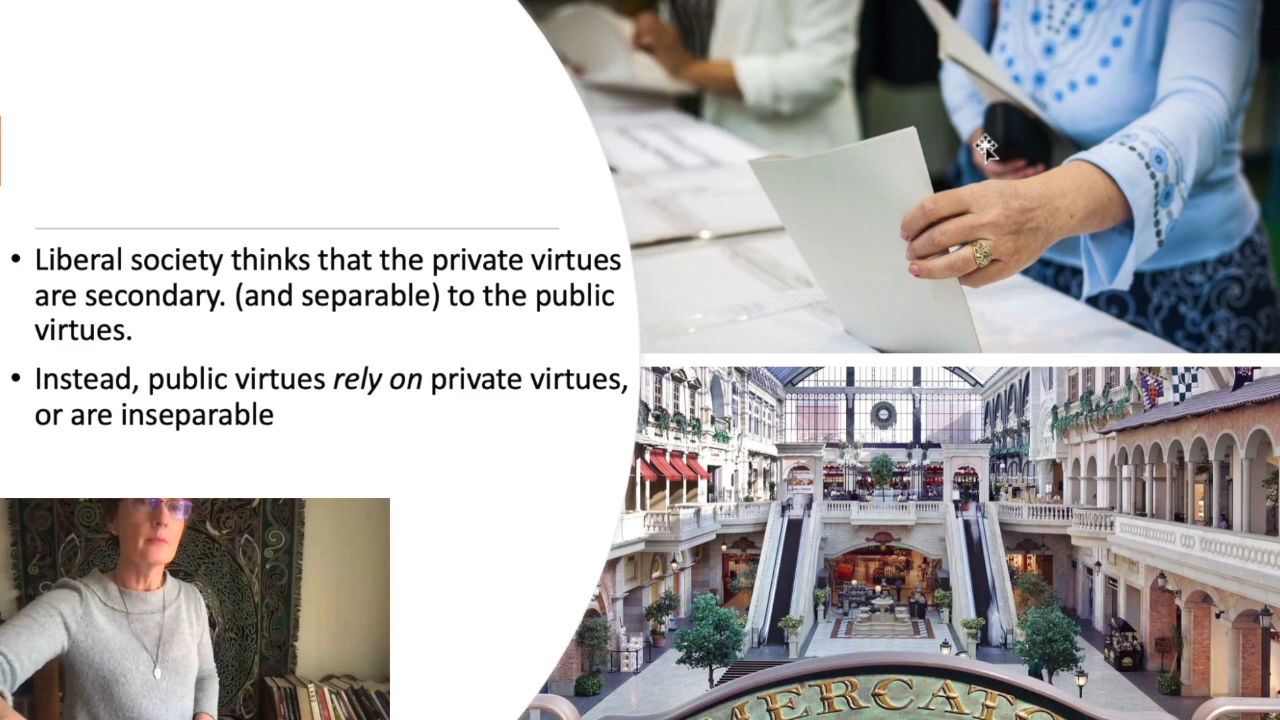 • Liberal society thinks that the private virtues
are secondary. (and separable) to the public
virtues.
• Instead, public virtues rely on private virtues,
or are inseparable
MERCATO